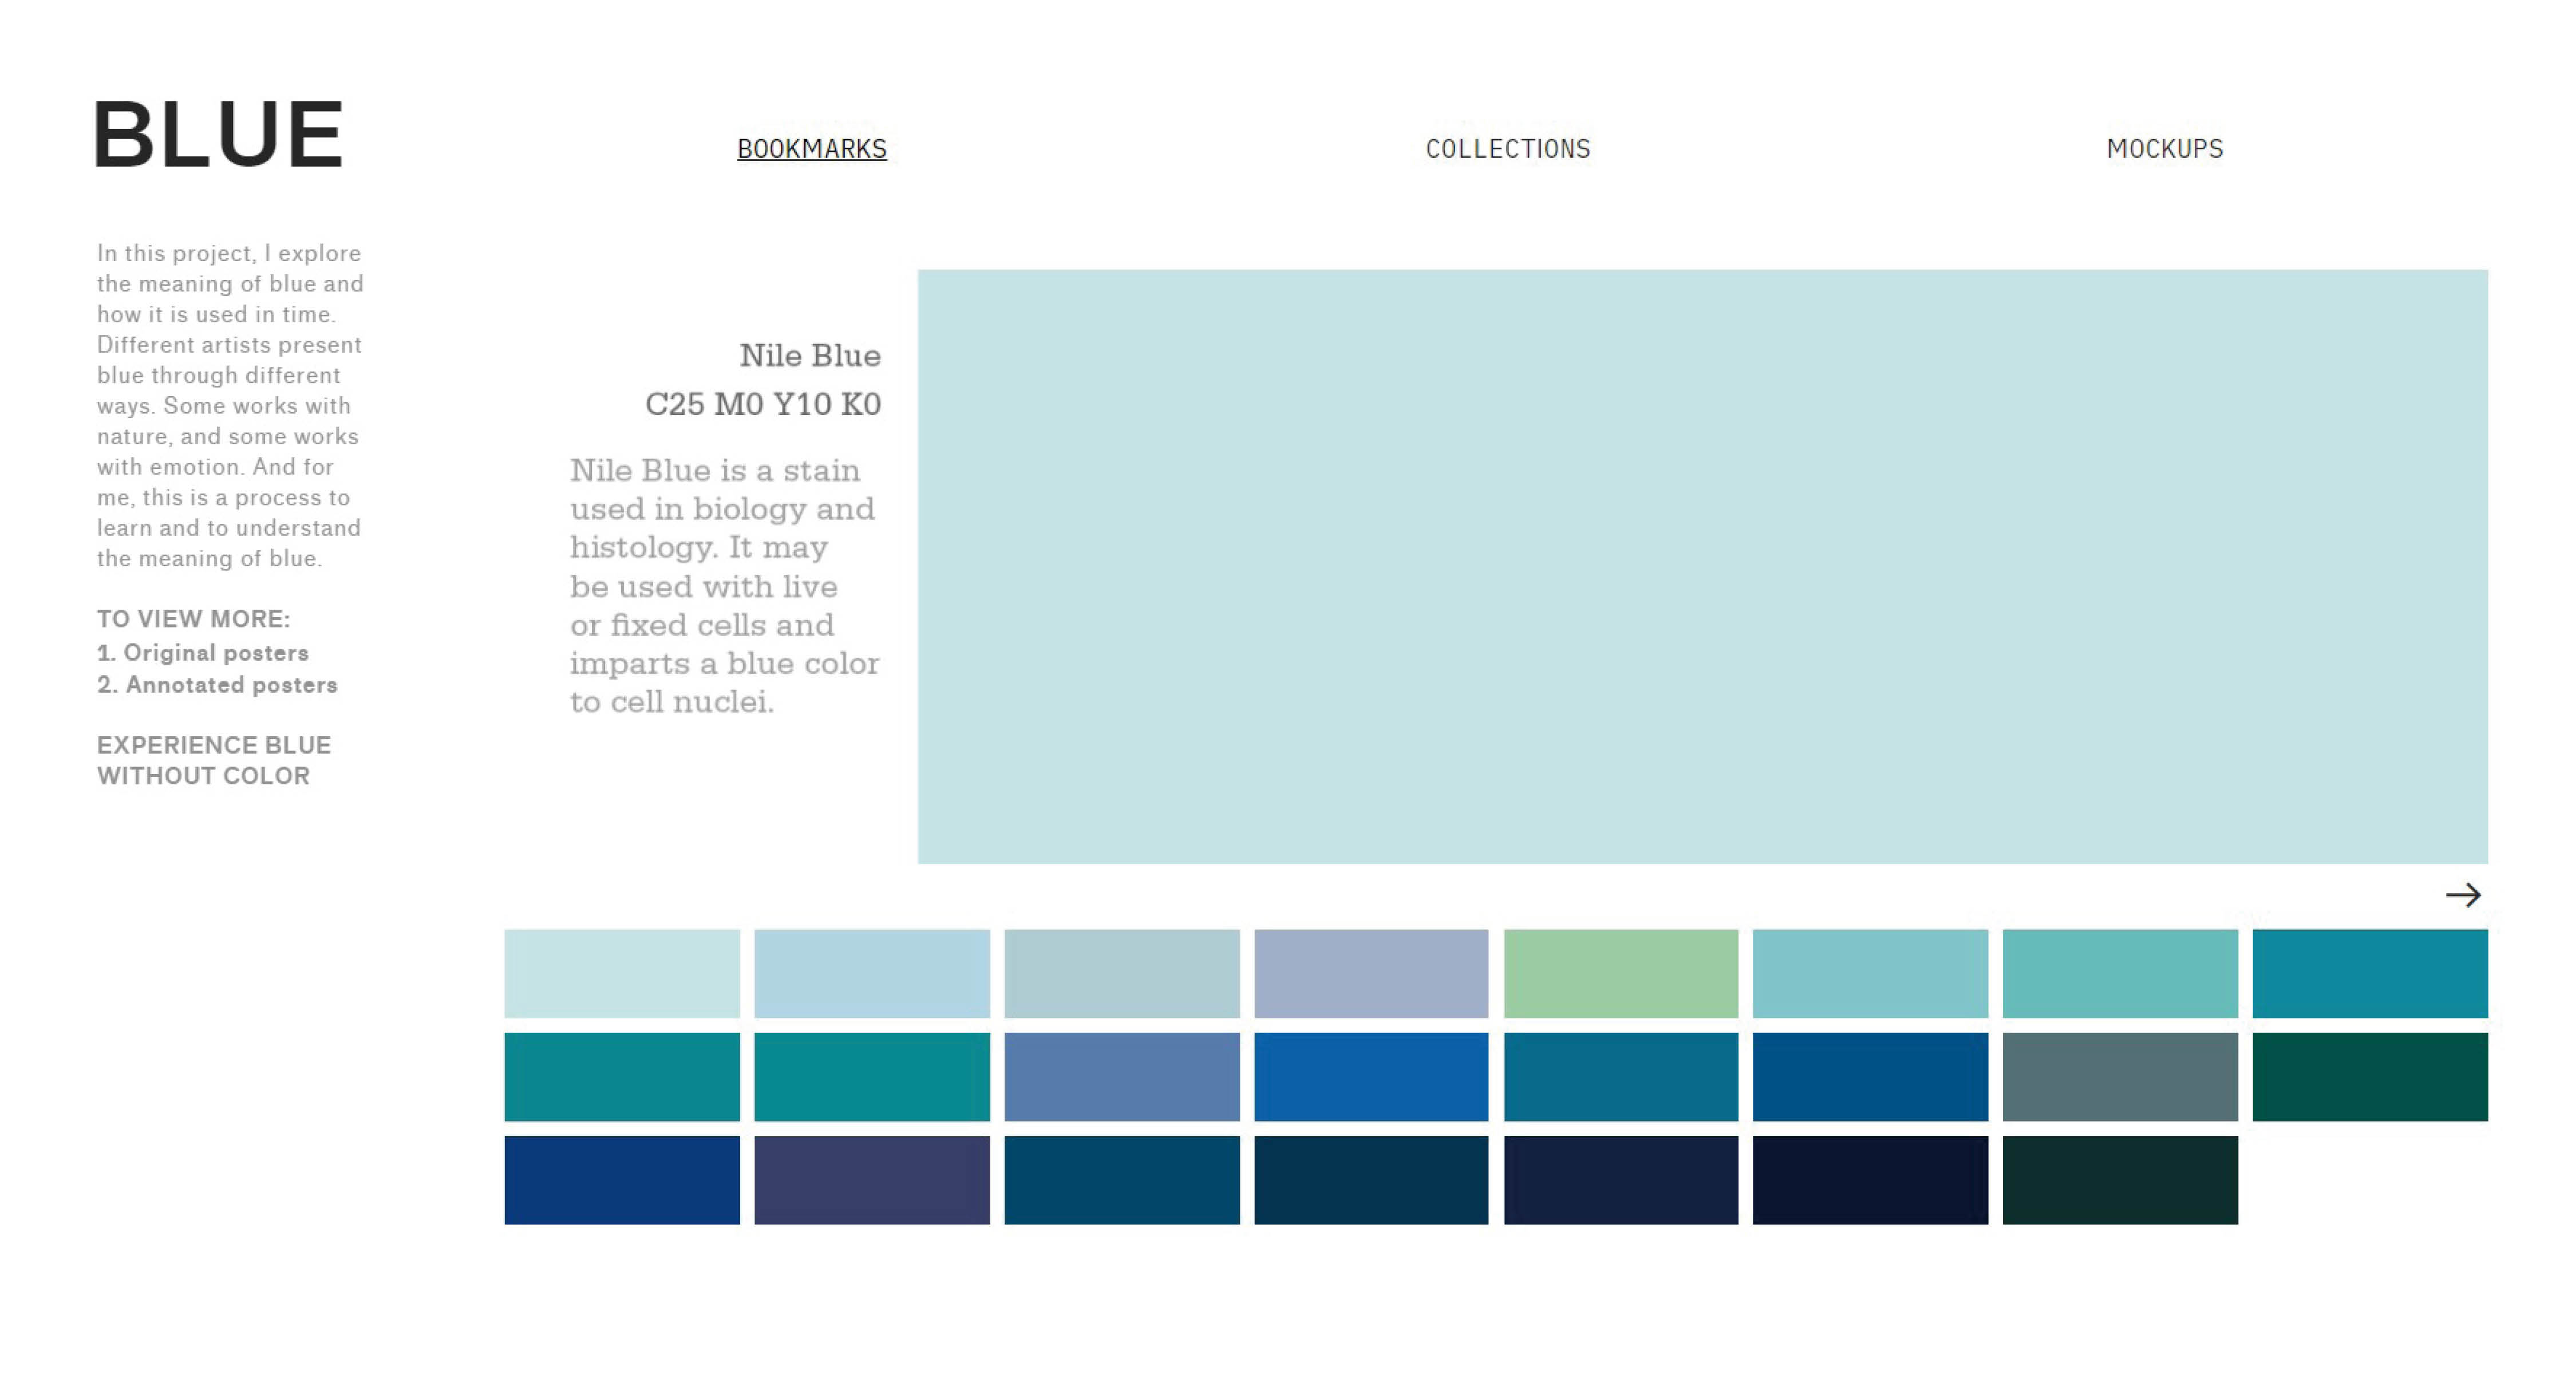 BLUE
BOOKMARKS
COLLECTIONS
MOCKUPS
In this project, I explore
the meaning of blue and
how it is used in time.
Different artists present
blue through different
ways. Some works with
nature, and some works
with emotion. And for
me, this is a process to
learn and to understand
the meaning of blue.
TO VIEW MORE:
1. Original posters
2. Annotated posters
EXPERIENCE BLUE
WITHOUT COLOR
Nile Blue
C25 M0 Y10 K0
Nile Blue is a stain
used in biology and
histology. It may
be used with live
or fixed cells and
imparts a blue color
to cell nuclei.